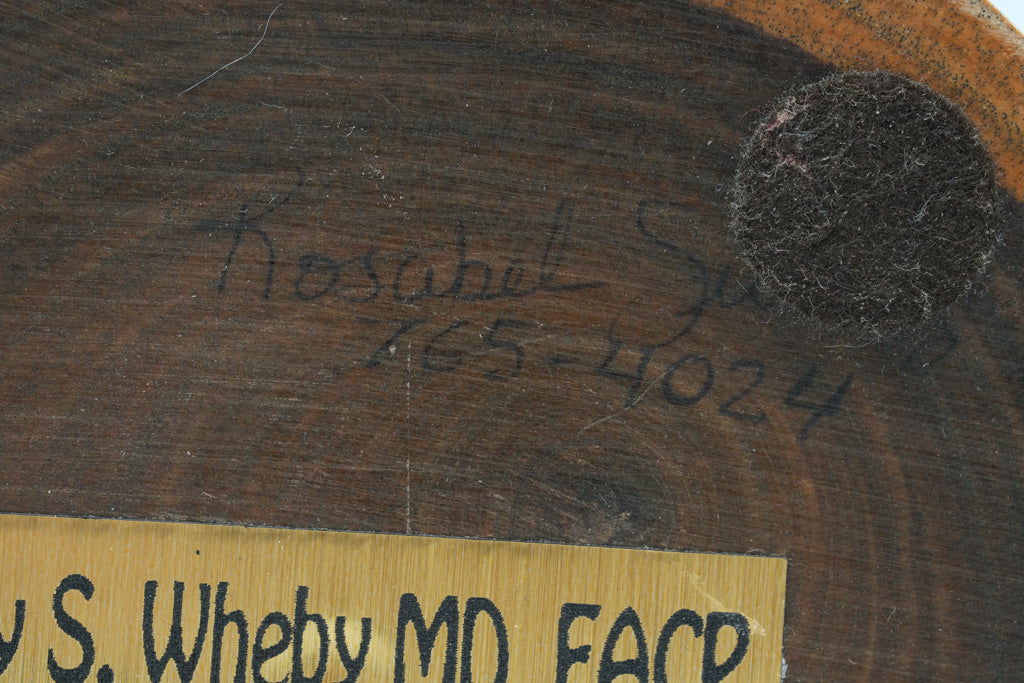 Rosabel
765-4024
y S. Wheby MD FACP